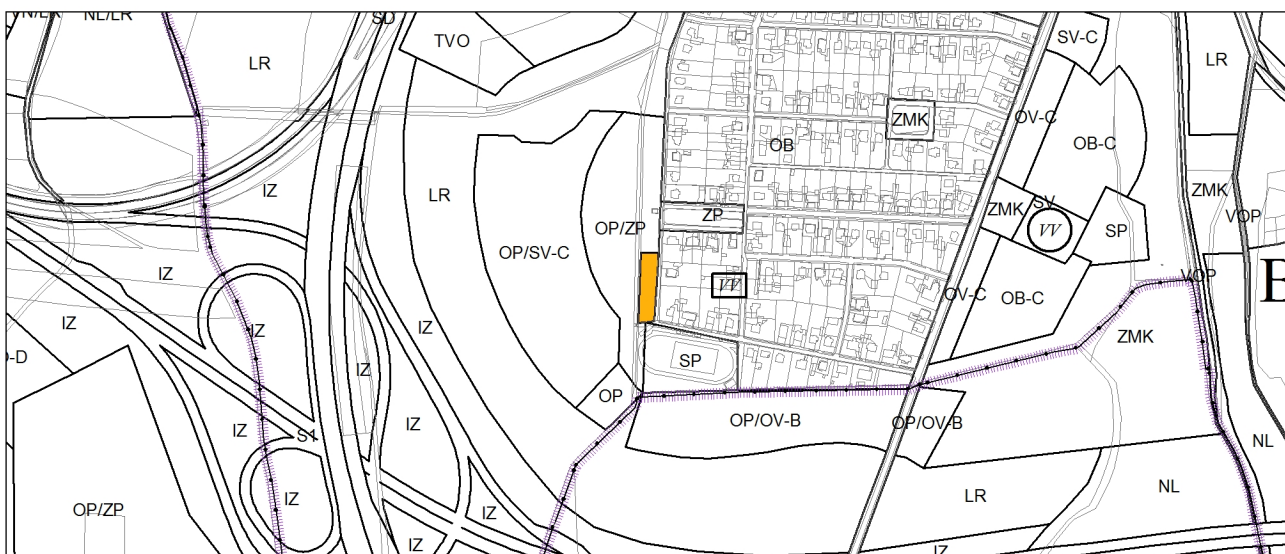 NL/LR
SD
LR
TVO
SV-C
LR
ZMK
OV-C
OB
OB-C
IZ
LR
ZMK
ZMK
SV
VV
SP
VOP
ZP
OP/ZP
OP/SV-C
IZ
VOP
OV-C
OB-C
VV
B
IZ
IZ
IZ
ZMK
-D
IZ
SP
OP
IZ
IZ
S1
OP/OV-B
OP/OV-B
NL
IZ
OP/ZP
IZ
LR
NL
IZ
IZ